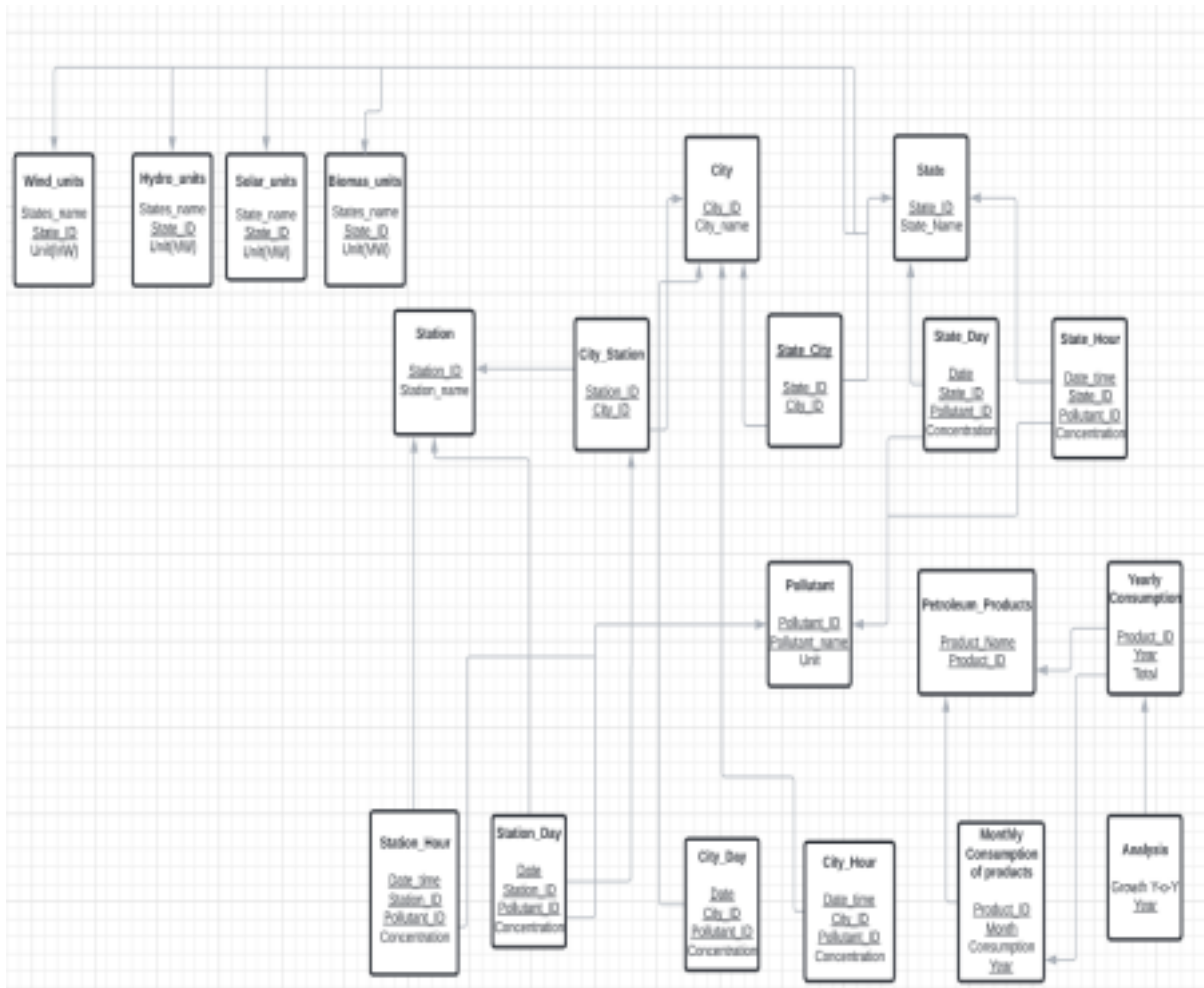 Wind_units
States_name
State_ID
Unit(MW)
Hydro_units
States_name
State_ID
Unit(MW)
Solar_units
State_name
State_ID
Unit(MW)
Biomas_units
States_name
State_ID
Unit(MW)
City
City_ID
City_name
State
State_ID
State_Name
Station
Station_ID
Station_name
City_Station
Station_ID
City_ID
State_City
State_ID
City_ID
State_Day
Date
State_ID
Pollutant_ID
Concentration
State_Hour
Date_time
State_ID
Pollutant_ID
Concentration
Pollutant
Pollutant_ID
Pollutant_name
Unit
Petroleum_Products
Product_Name
Product_ID
Yearly
Consumption
Product_ID
Year
Total
Station_Hour
Date_time
Station_ID
Pollutant_ID
Concentration
Station_Day
Date
Station_ID
Pollutant_ID
Concentration
City_Day
Date
City_ID
Pollutant_ID
Concentration
City_Hour
Date_time
City_ID
Pollutant_ID
Concentration
Monthly
Consumption
of products
Product_ID
Month
Consumption
Year
Analysis
Growth Y-o-Y
Year